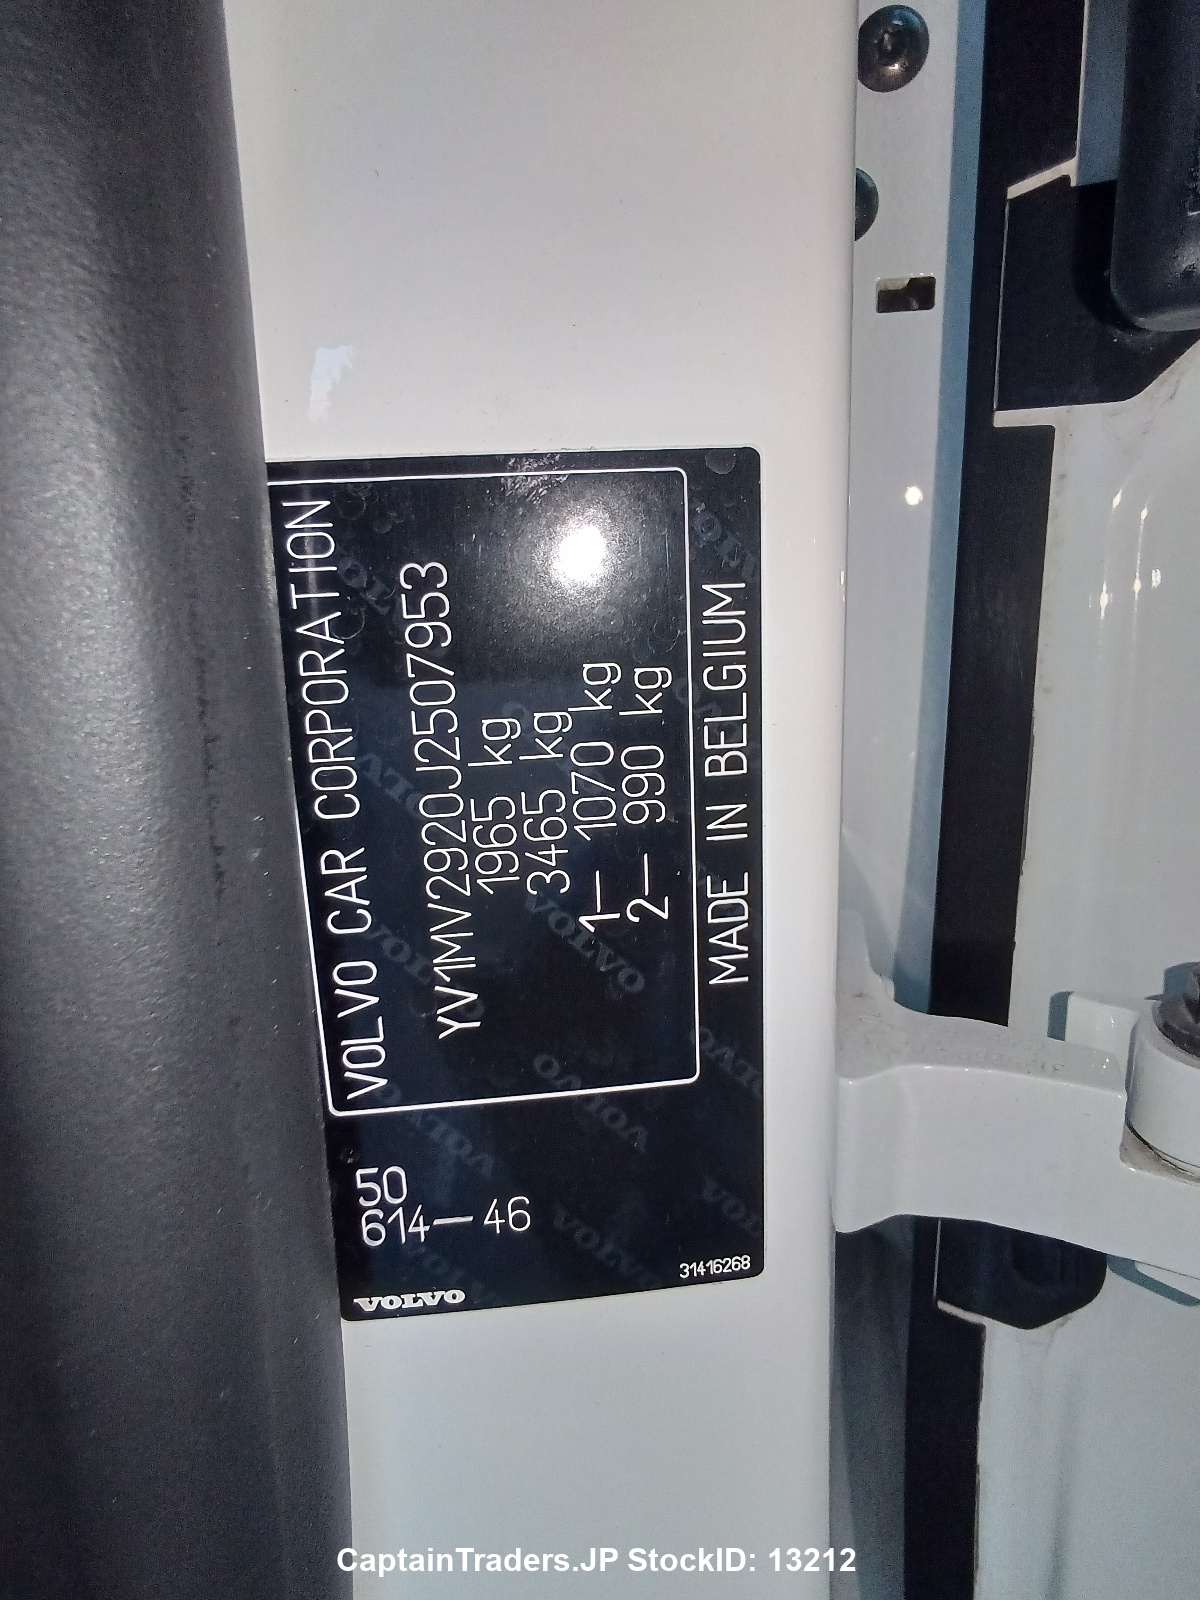 VOLVO CAR CORPORATION
YV1MV2920J2507953
1965 kg
3465 kg
1— 1070 kg
2— 990 kg
MADE IN BELGIUM
50
614—46
VOLVO
31416268
CaptainTraders.JP StockID: 13212